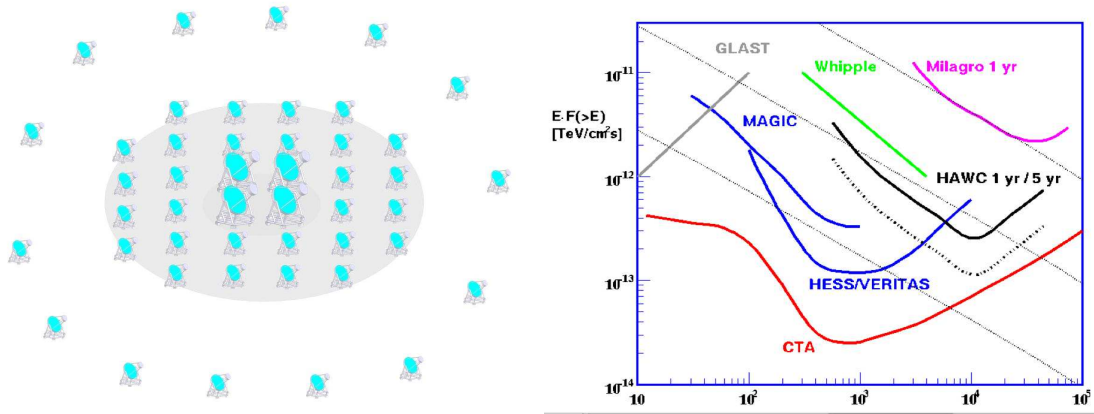 GLAST
10⁻¹¹
Whipple
Milagro 1 yr
E·F(>E)
[TeV/cm²s]
MAGIC
10⁻¹²
HAWC 1 yr / 5 yr
10⁻¹³
HESS/VERITAS
CTA
10⁻¹⁴
10 10² 10³ 10⁴ 10⁵